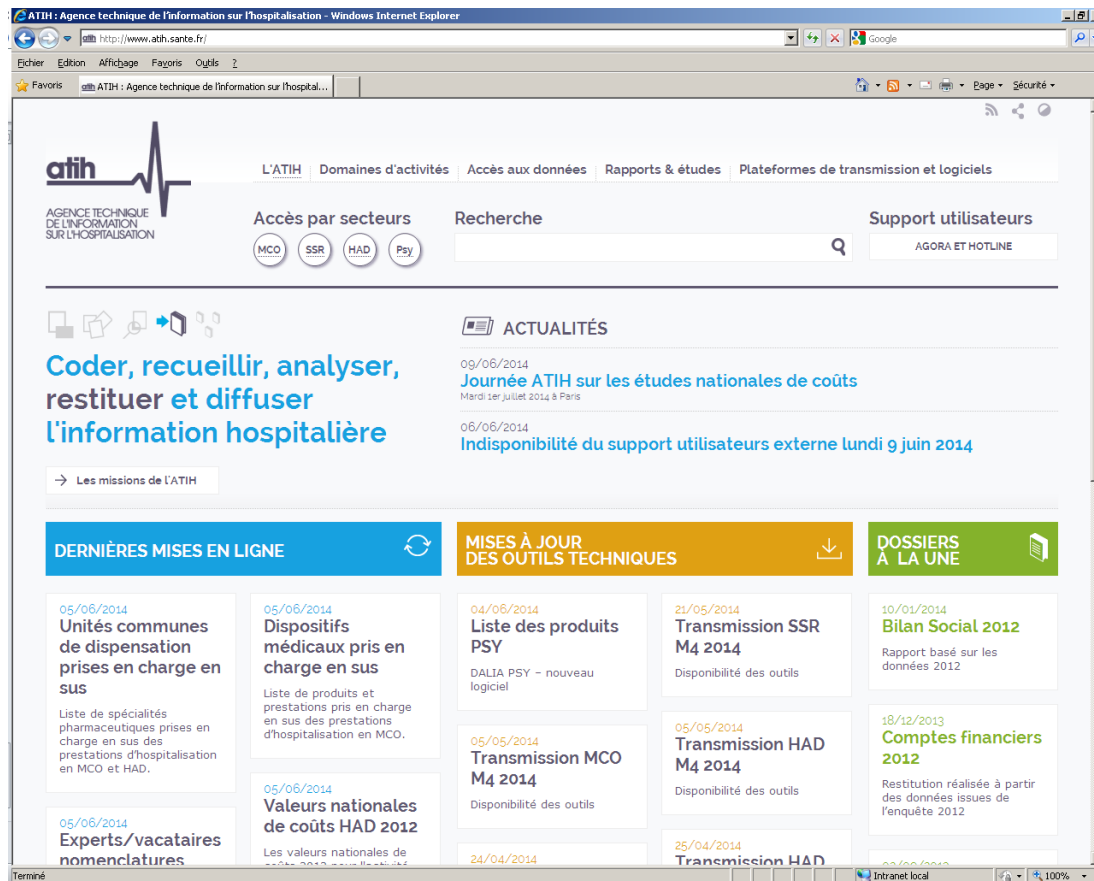 ATIH : Agence technique de l'information sur l'hospitalisation - Windows Internet Explorer
http://www.atih.sante.fr/
Google
Fichier Edition Affichage Favoris Outils ?
Favoris
ATIH : Agence technique de l'information sur l'hospital...
Page
Sécurité
atih
AGENCE TECHNIQUE
DE L'INFORMATION
SUR L'HOSPITALISATION
L'ATIH
Domaines d'activités
Accès aux données
Rapports & études
Plateformes de transmission et logiciels
Accès par secteurs
MCO
SSR
HAD
Psy
Recherche
Support utilisateurs
AGORA ET HOTLINE
Coder, recueillir, analyser,
restituer et diffuser
l'information hospitalière
Les missions de l'ATIH
ACTUALITÉS
09/06/2014
Journée ATIH sur les études nationales de coûts
Mardi 1er juillet 2014 à Paris
06/06/2014
Indisponibilité du support utilisateurs externe lundi 9 juin 2014
DERNIÈRES MISES EN LIGNE
05/06/2014
Unités communes
de dispensation
prises en charge en
sus
Liste de spécialités
pharmaceutiques prises en
charge en sus des
prestations d'hospitalisation
en MCO et HAD.
05/06/2014
Experts/vacataires
nomenclatures
05/06/2014
Dispositifs
médicaux pris en
charge en sus
Liste de produits et
prestations pris en charge
en sus des prestations
d'hospitalisation en MCO.
05/06/2014
Valeurs nationales
de coûts HAD 2012
Les valeurs nationales de
coûts 2012 pour l'activité
MISES À JOUR
DES OUTILS TECHNIQUES
04/06/2014
Liste des produits
PSY
DALIA PSY – nouveau
logiciel
05/05/2014
Transmission MCO
M4 2014
Disponibilité des outils
24/04/2014
21/05/2014
Transmission SSR
M4 2014
Disponibilité des outils
05/05/2014
Transmission HAD
M4 2014
Disponibilité des outils
25/04/2014
Transmission HAD
DOSSIERS
À LA UNE
10/01/2014
Bilan Social 2012
Rapport basé sur les
données 2012
18/12/2013
Comptes financiers
2012
Restitution réalisée à partir
des données issues de
l'enquête 2012
Terminé
Intranet local
100%